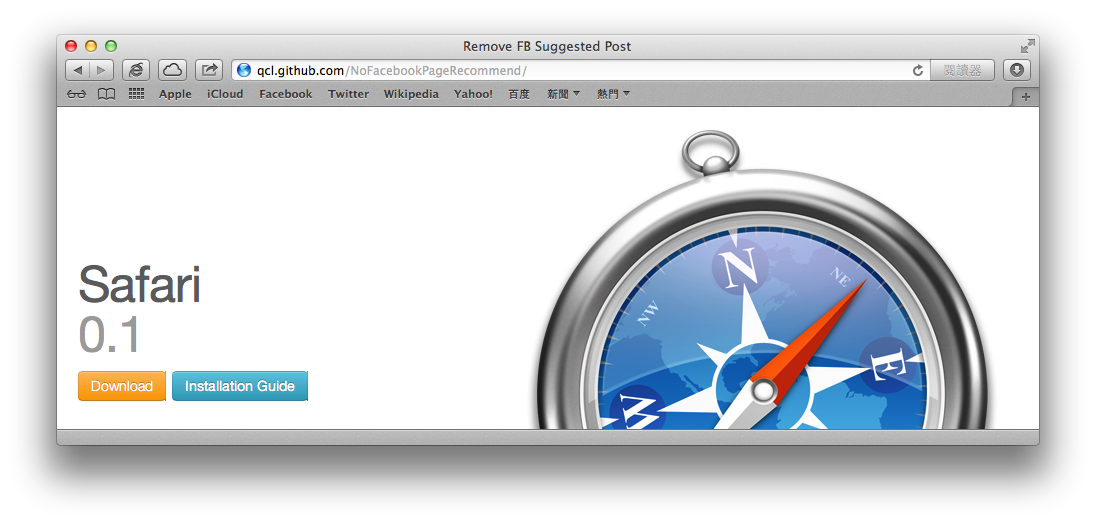 Remove FB Suggested Post
qcl.github.com/NoFacebookPageRecommend/ 閱讀器
Apple iCloud Facebook Twitter Wikipedia Yahoo! 百度 新聞 熱門
N
NE
NW
E
W
Safari
0.1
Download Installation Guide